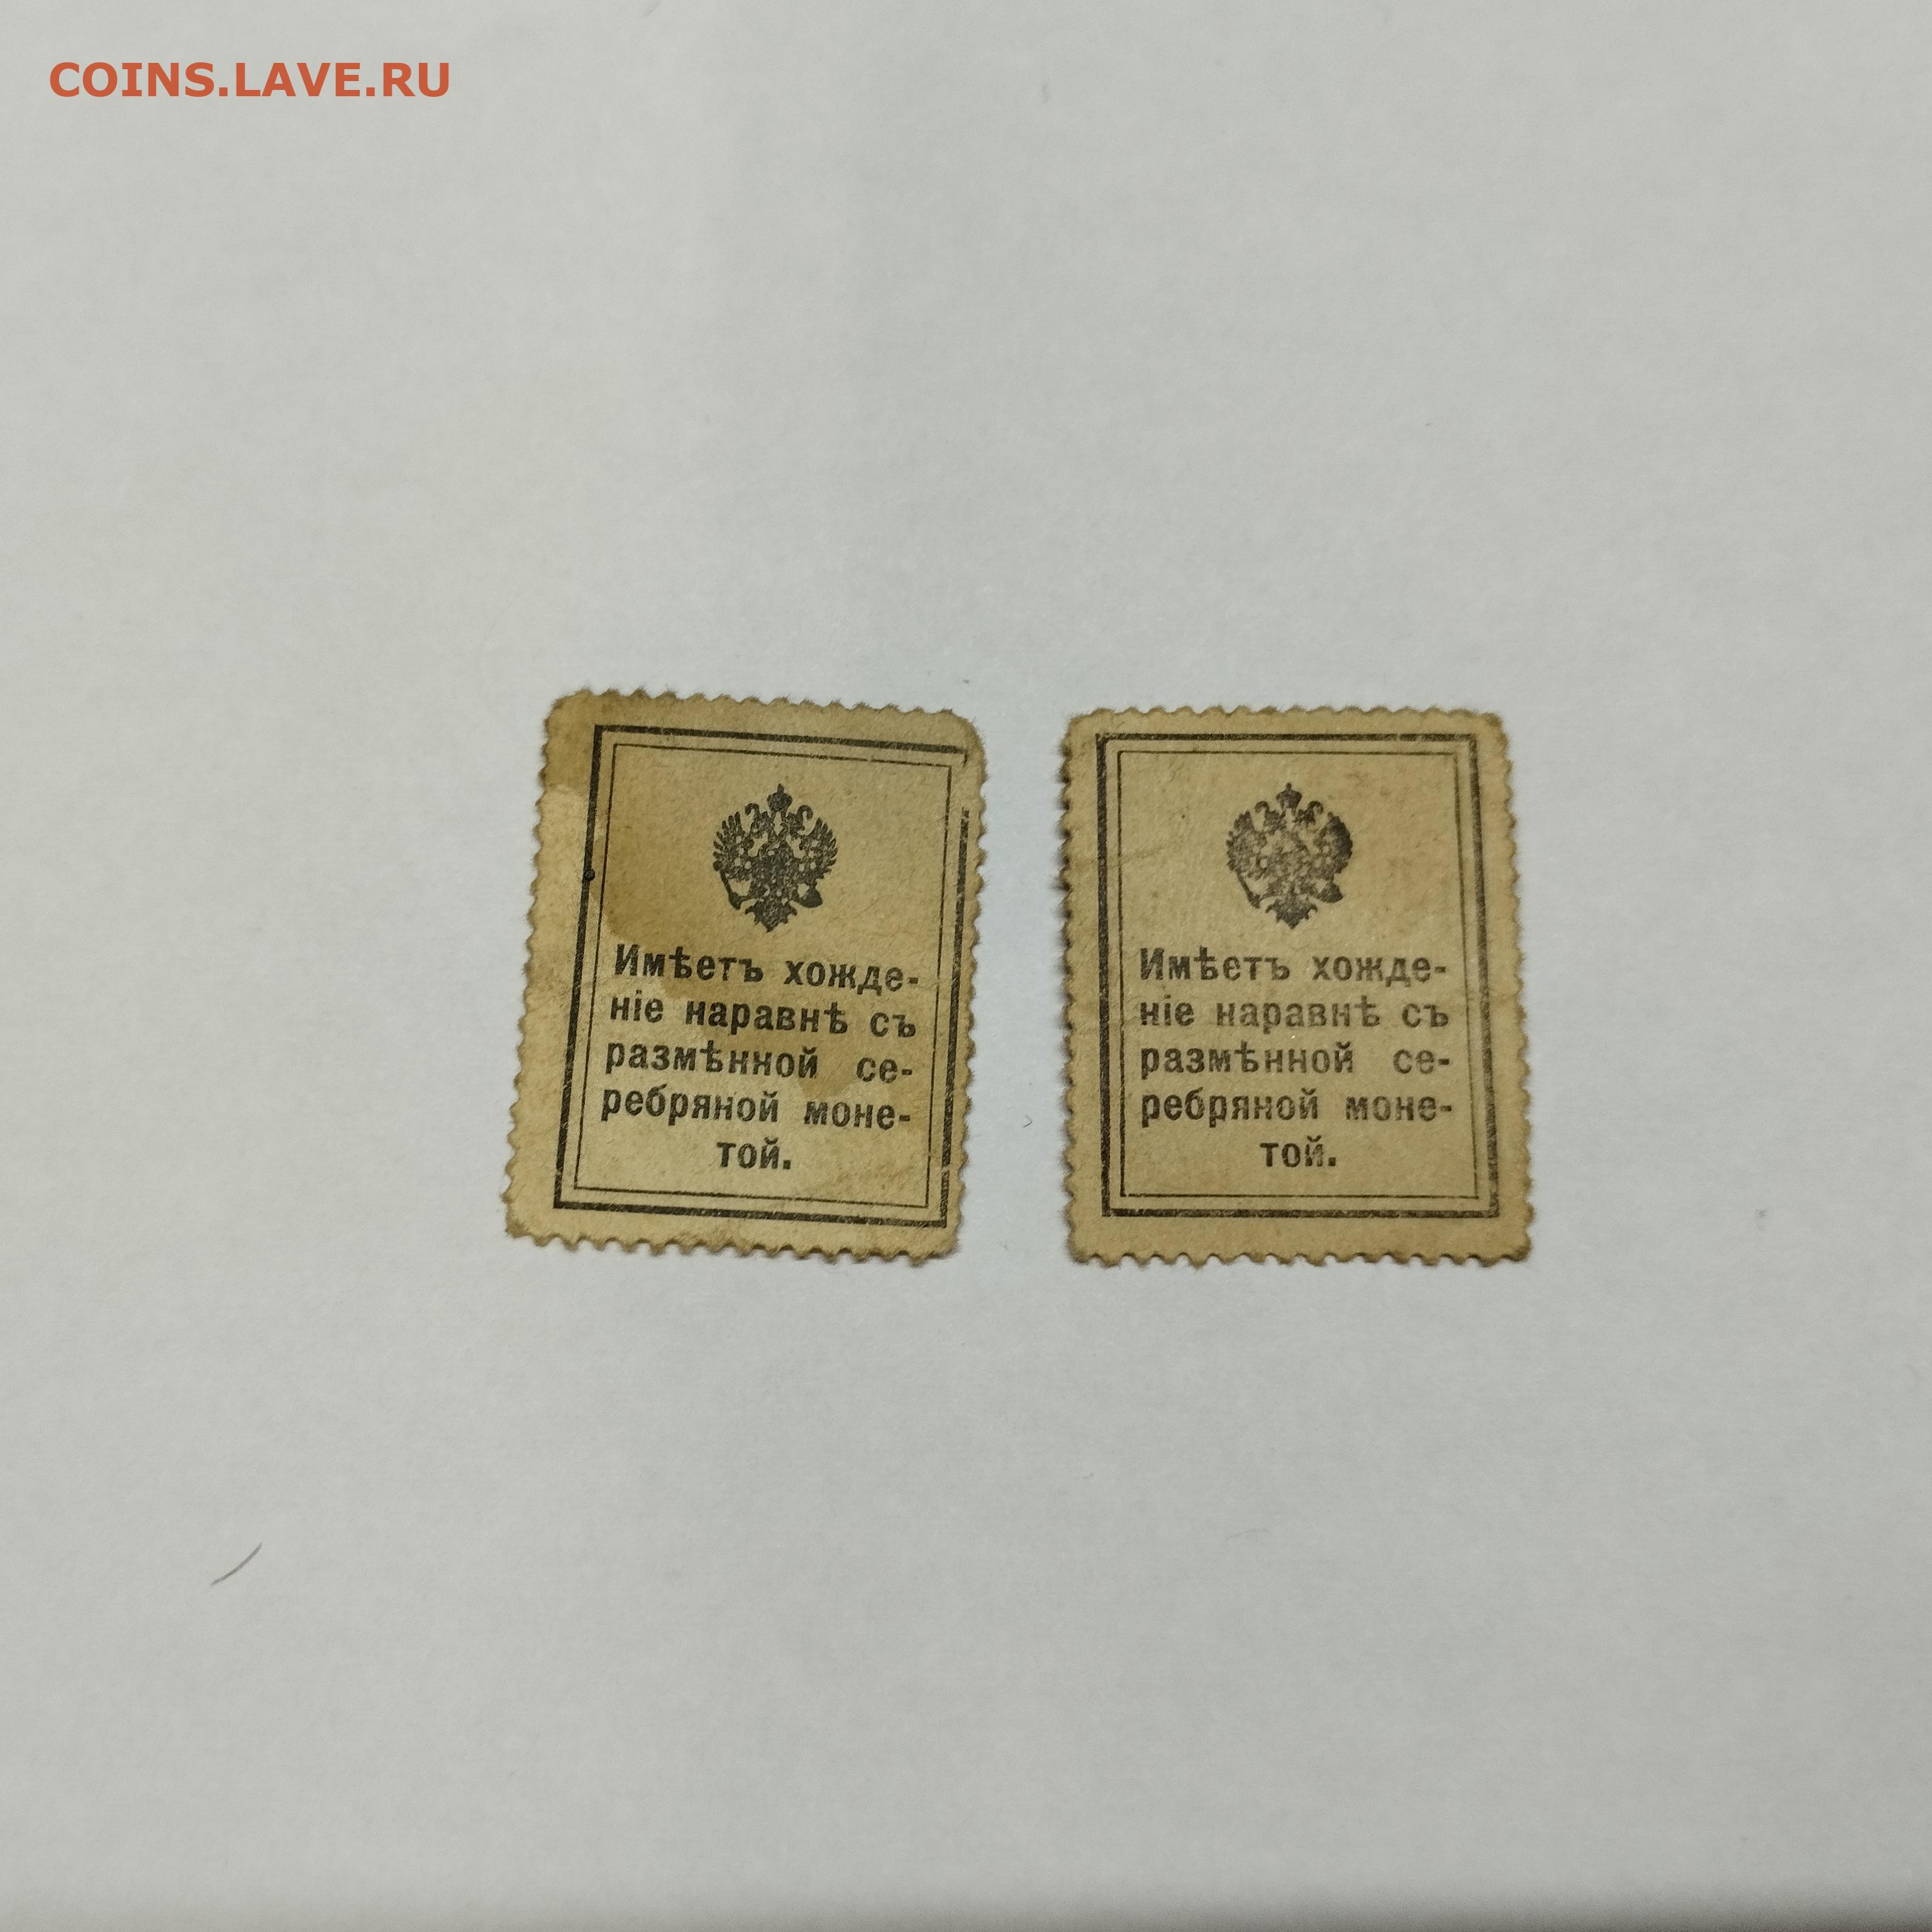 COINS.LAVE.RU
Имѣетъ хожде-
ніе наравнѣ съ
размѣнной се-
ребряной моне-
той.
Имѣетъ хожде-
ніе наравнѣ съ
размѣнной се-
ребряной моне-
той.